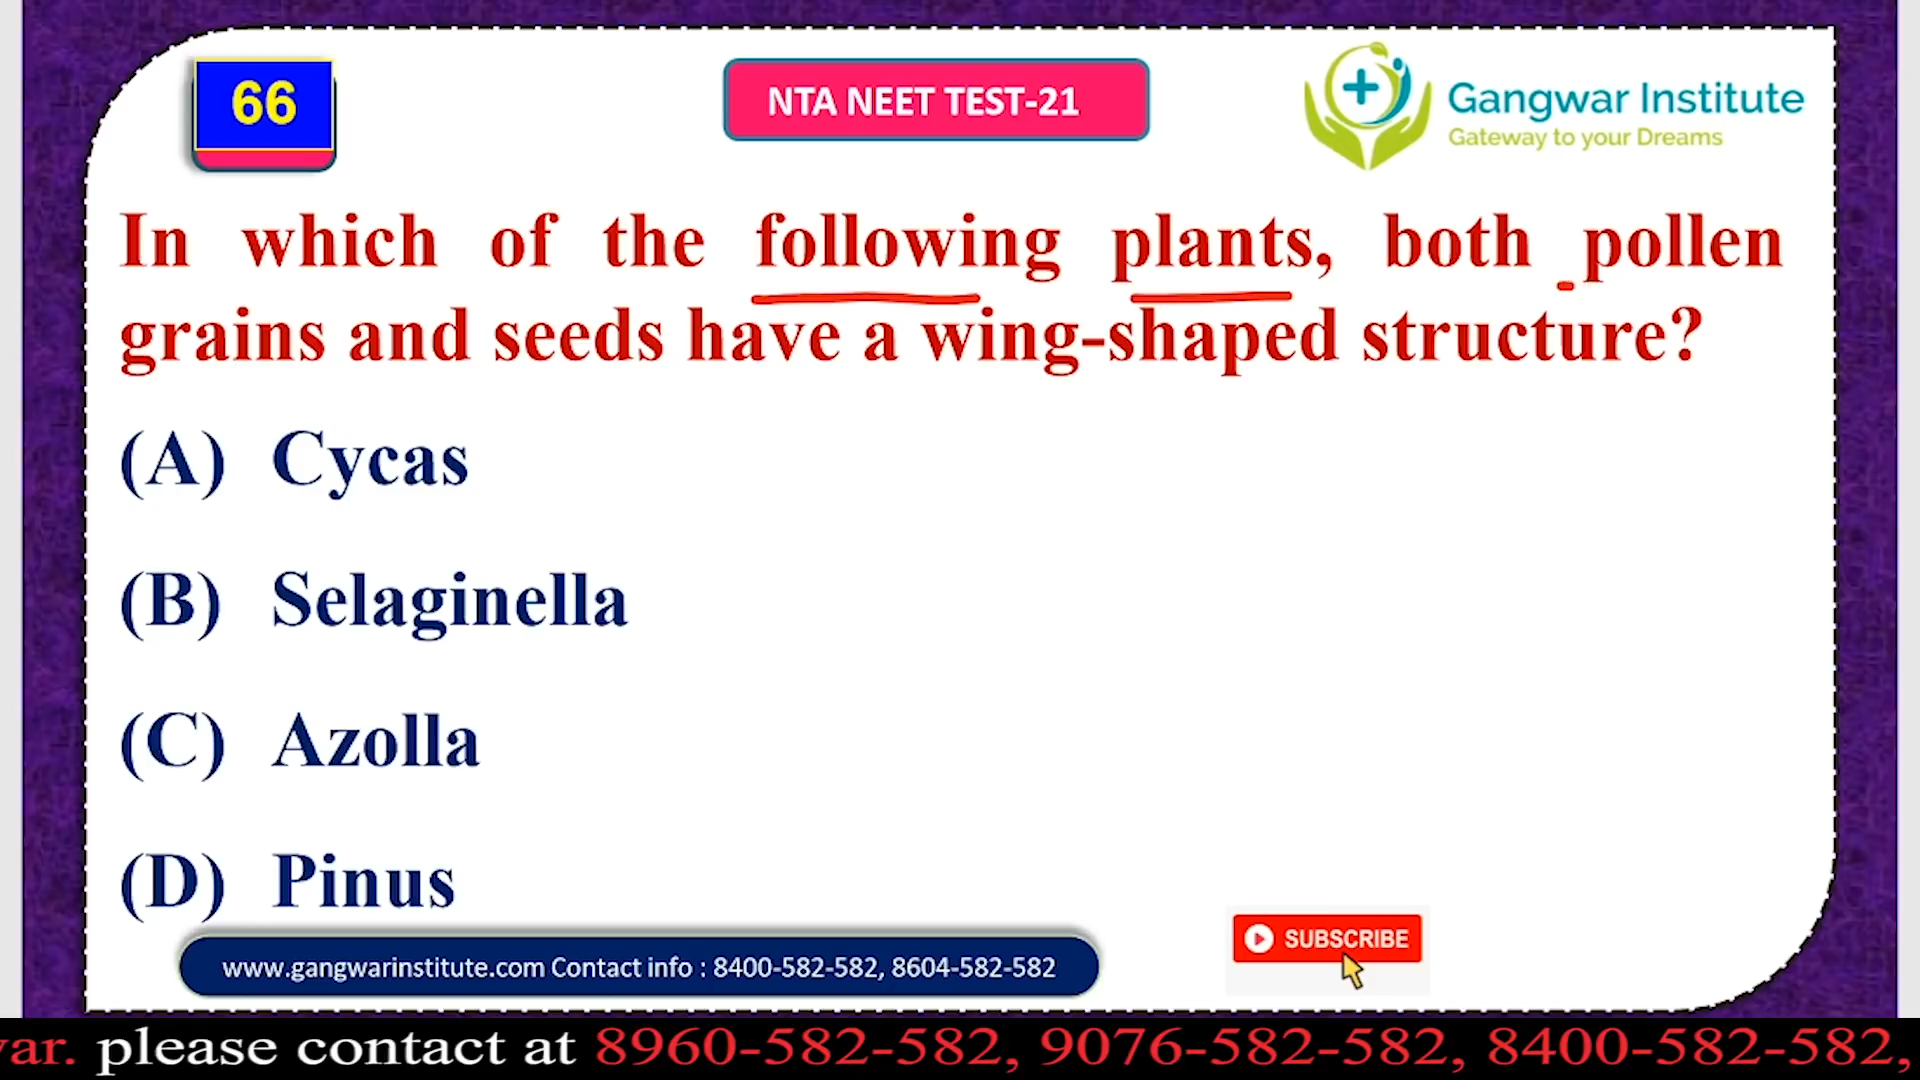 66
NTA NEET TEST-21
Gangwar Institute
Gateway to your Dreams
In which of the following plants, both pollen
grains and seeds have a wing-shaped structure?
(A) Cycas
(B) Selaginella
(C) Azolla
(D) Pinus
www.gangwarinstitute.com Contact info : 8400-582-582, 8604-582-582
SUBSCRIBE
var. please contact at 8960-582-582, 9076-582-582, 8400-582-582,